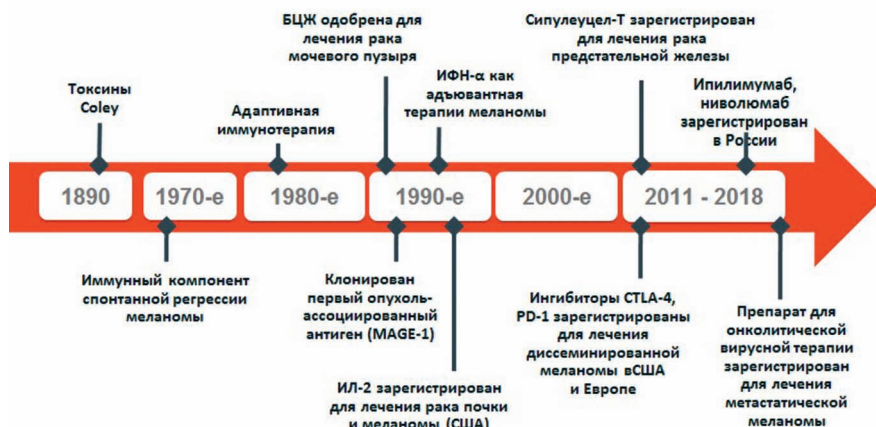 БЦЖ одобрена для
лечения рака
мочевого пузыря
Сипулеуцел-Т зарегистрирован
для лечения рака
предстательной железы
Токсины
Coley
Адаптивная
иммунотерапия
ИФН-α как
адъювантная
терапии меланомы
Ипилимумаб,
ниволюмаб
зарегистрирован
в России
1890
1970-е
1980-е
1990-е
2000-е
2011 - 2018
Иммунный компонент
спонтанной регрессии
меланомы
Клонирован
первый опухоль-
ассоциированный
антиген (MAGE-1)
ИЛ-2 зарегистрирован
для лечения рака почки
и меланомы (США)
Ингибиторы CTLA-4,
PD-1 зарегистрированы
для лечения
диссеминированной
меланомы вСША
и Европе
Препарат для
онколитической
вирусной терапии
зарегистрирован
для лечения
метастатической
меланомы